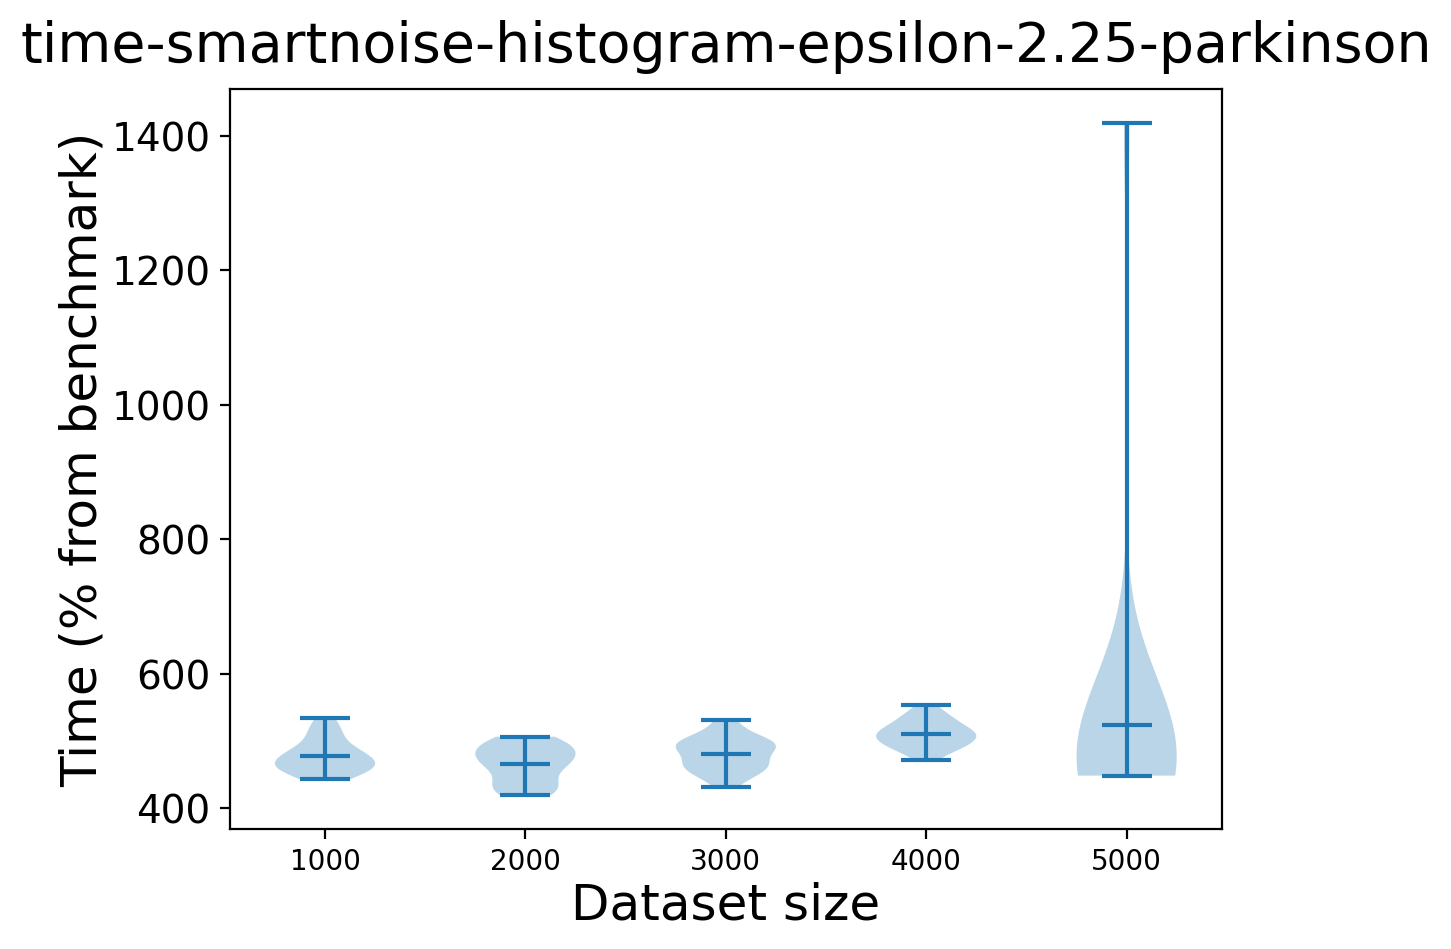 time-smartnoise-histogram-epsilon-2.25-parkinson
Time (% from benchmark)
1400
1200
1000
800
600
400
1000 2000 3000 4000 5000
Dataset size